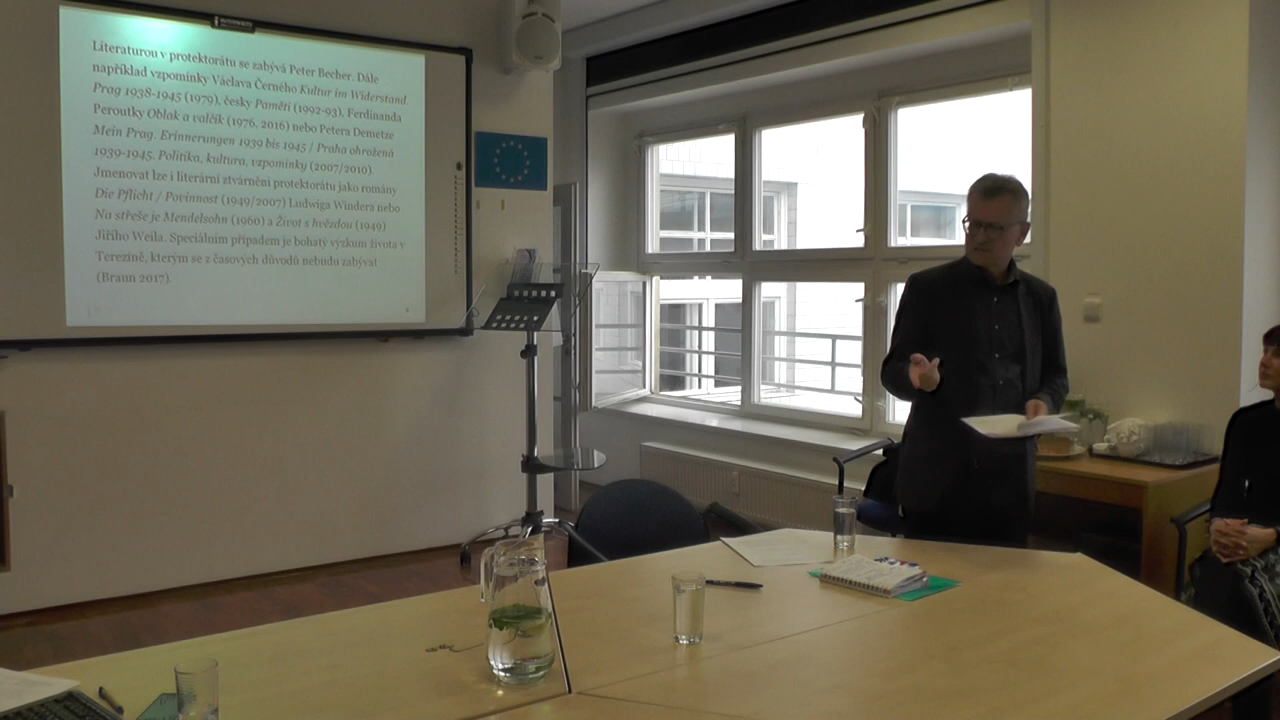 Literaturou v protektorátu se zabývá Peter Becher. Dále
například vzpomínky Václava Černého Kultur im Widerstand.
Prag 1938-1945 (1979), česky Paměti (1992-93), Ferdinanda
Peroutky Oblak a valčík (1976, 2016) nebo Petera Demetze
Mein Prag. Erinnerungen 1939 bis 1945 / Praha ohrožená
1939-1945. Politika, kultura, vzpomínky (2007/2010).
Jmenovat lze i literární ztvárnění protektorátu jako romány
Die Pflicht / Povinnost (1949/2007) Ludwiga Windera nebo
Na střeše je Mendelsohn (1960) a Život s hvězdou (1949)
Jiřího Weila. Speciálním případem je bohatý výzkum života v
Terezíně, kterým se z časových důvodů nebudu zabývat
(Braun 2017).